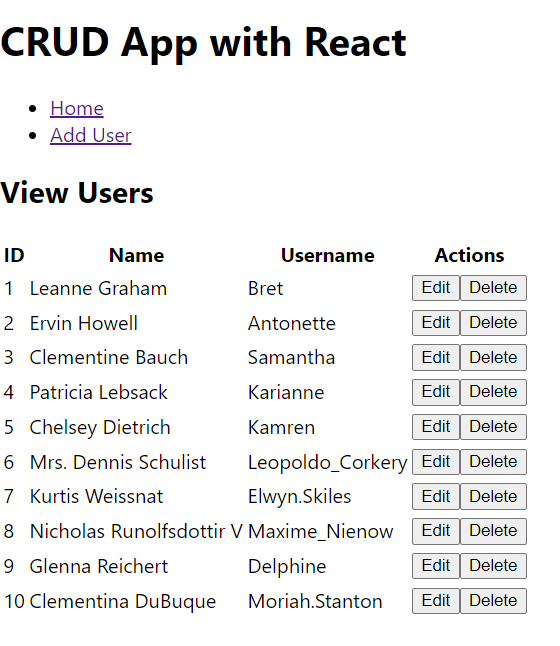 CRUD App with React
Home
Add User
View Users
ID Name Username Actions
1 Leanne Graham Bret Edit Delete
2 Ervin Howell Antonette Edit Delete
3 Clementine Bauch Samantha Edit Delete
4 Patricia Lebsack Karianne Edit Delete
5 Chelsey Dietrich Kamren Edit Delete
6 Mrs. Dennis Schulist Leopoldo_Corkery Edit Delete
7 Kurtis Weissnat Elwyn.Skiles Edit Delete
8 Nicholas Runolfsdottir V Maxime_Nienow Edit Delete
9 Glenna Reichert Delphine Edit Delete
10 Clementina DuBuque Moriah.Stanton Edit Delete